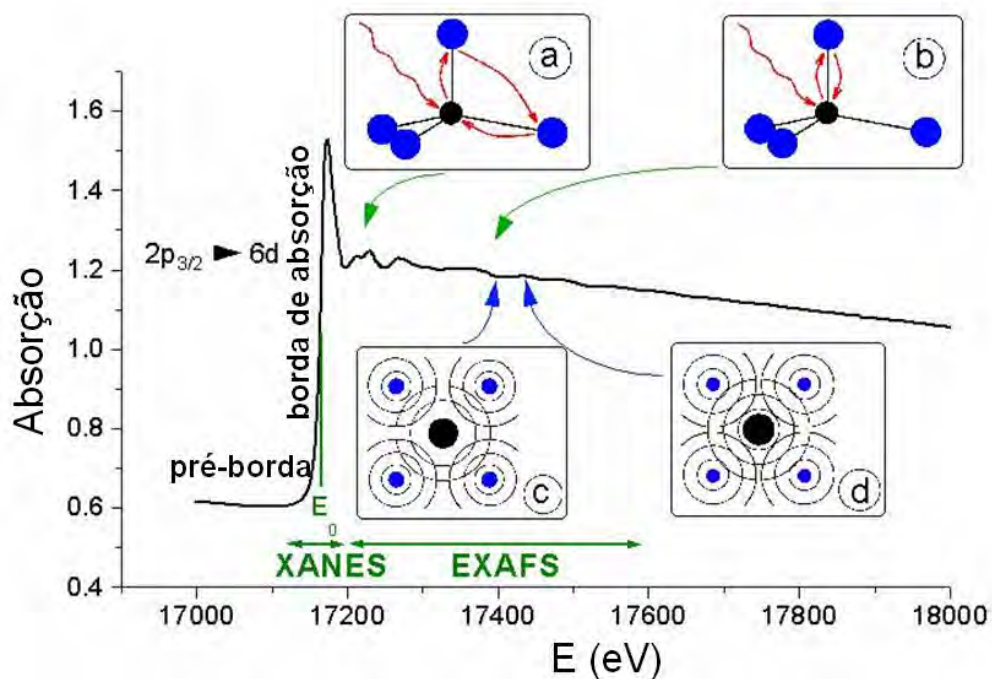 a
b
1.6
1.4
1.2
1.0
0.8
0.6
0.4
Absorção
2p3/2 ► 6d
borda de absorção
pré-borda
E0
c
d
XANES
EXAFS
17000
17200
17400
17600
17800
18000
E (eV)